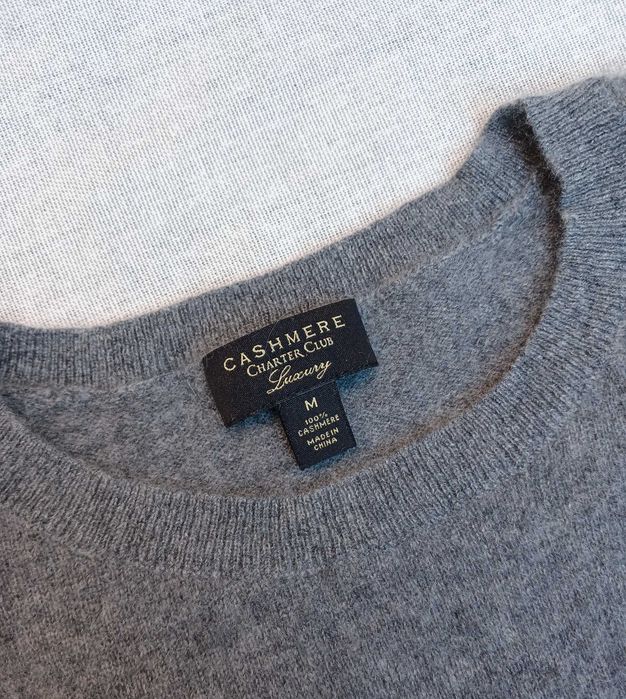 CASHMERE
CHARTER CLUB
Luxury
M
100%
CASHMERE
MADE IN
CHINA